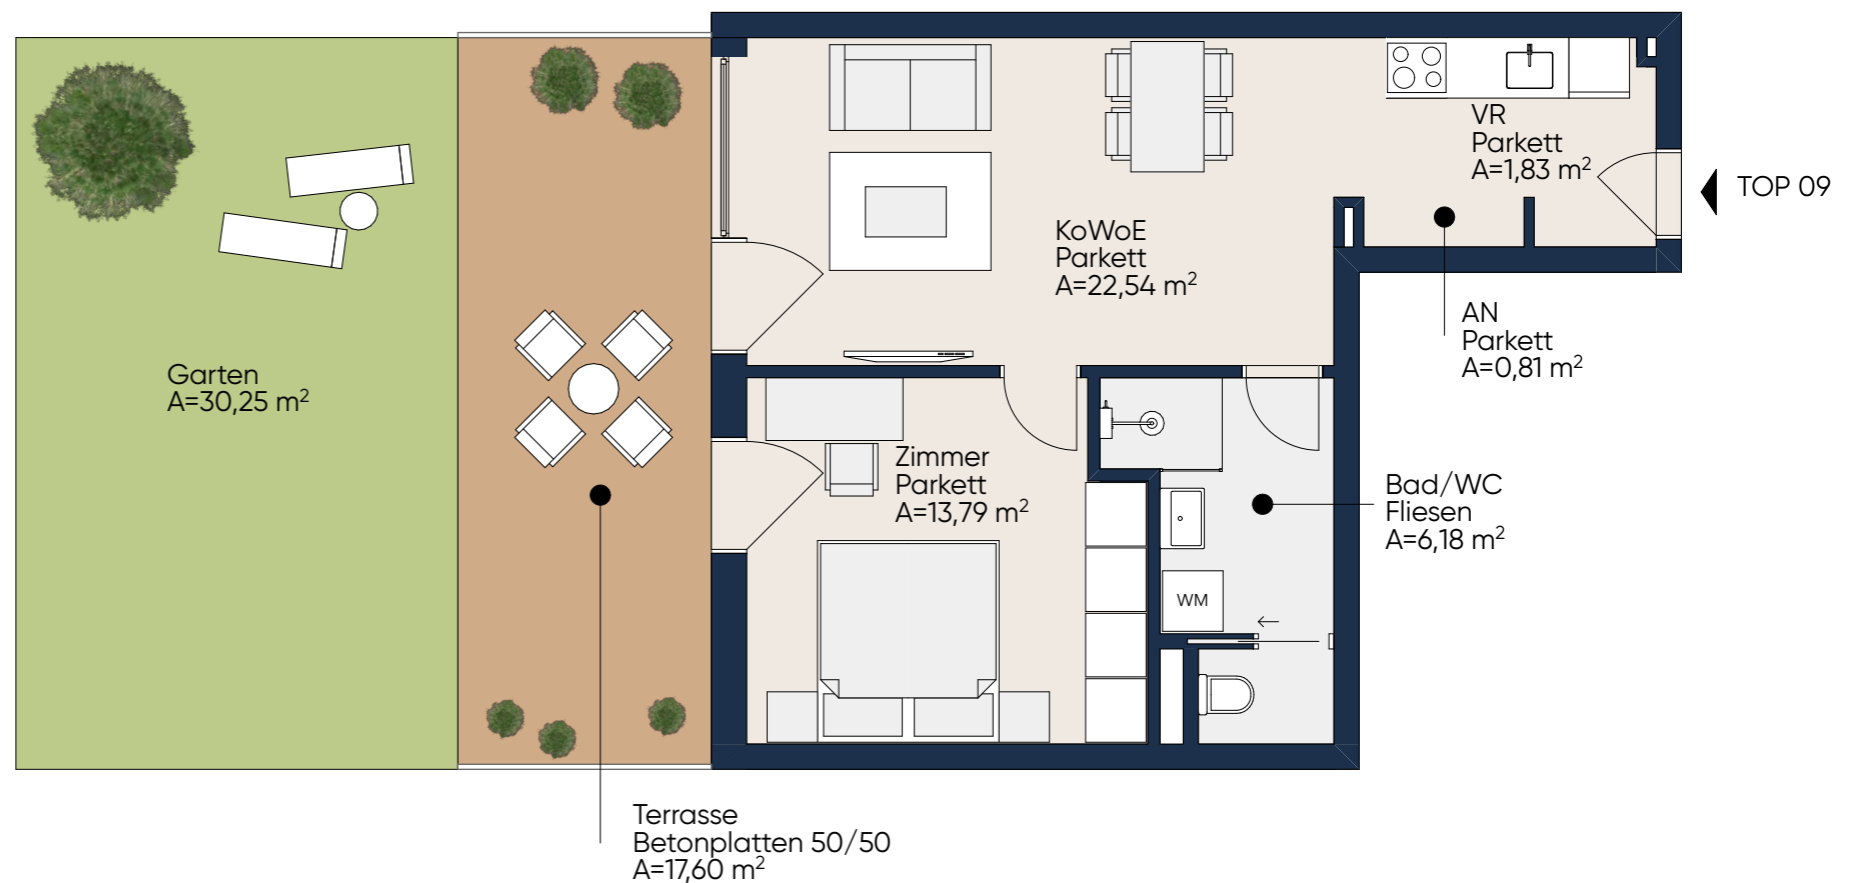 VR
Parkett
A=1,83 m²
TOP 09
KoWoE
Parkett
A=22,54 m²
AN
Parkett
A=0,81 m²
Garten
A=30,25 m²
Zimmer
Parkett
A=13,79 m²
Bad/WC
Fliesen
A=6,18 m²
WM
Terrasse
Betonplatten 50/50
A=17,60 m²